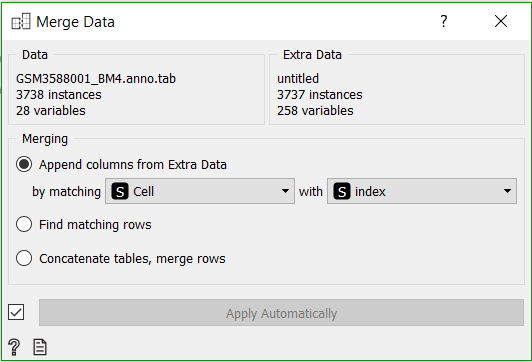 Merge Data
? 
Data
GSM3588001_BM4.anno.tab
3738 instances
28 variables
Extra Data
untitled
3737 instances
258 variables
Merging
Append columns from Extra Data
by matching S Cell with S index
Find matching rows
Concatenate tables, merge rows
Apply Automatically
?